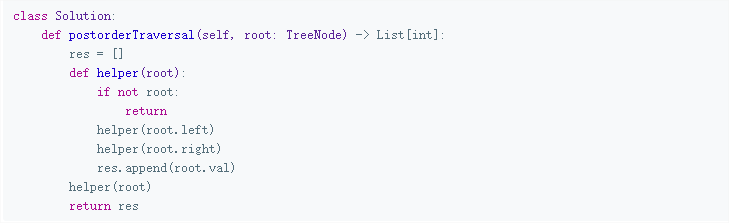 class Solution:
    def postorderTraversal(self, root: TreeNode) -> List[int]:
        res = []
        def helper(root):
            if not root:
                return
            helper(root.left)
            helper(root.right)
            res.append(root.val)
        helper(root)
        return res